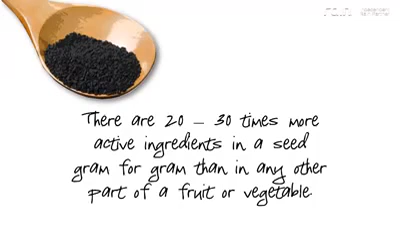 There are 20 – 30 times more
active ingredients in a seed
gram for gram than in any other
part of a fruit or vegetable.